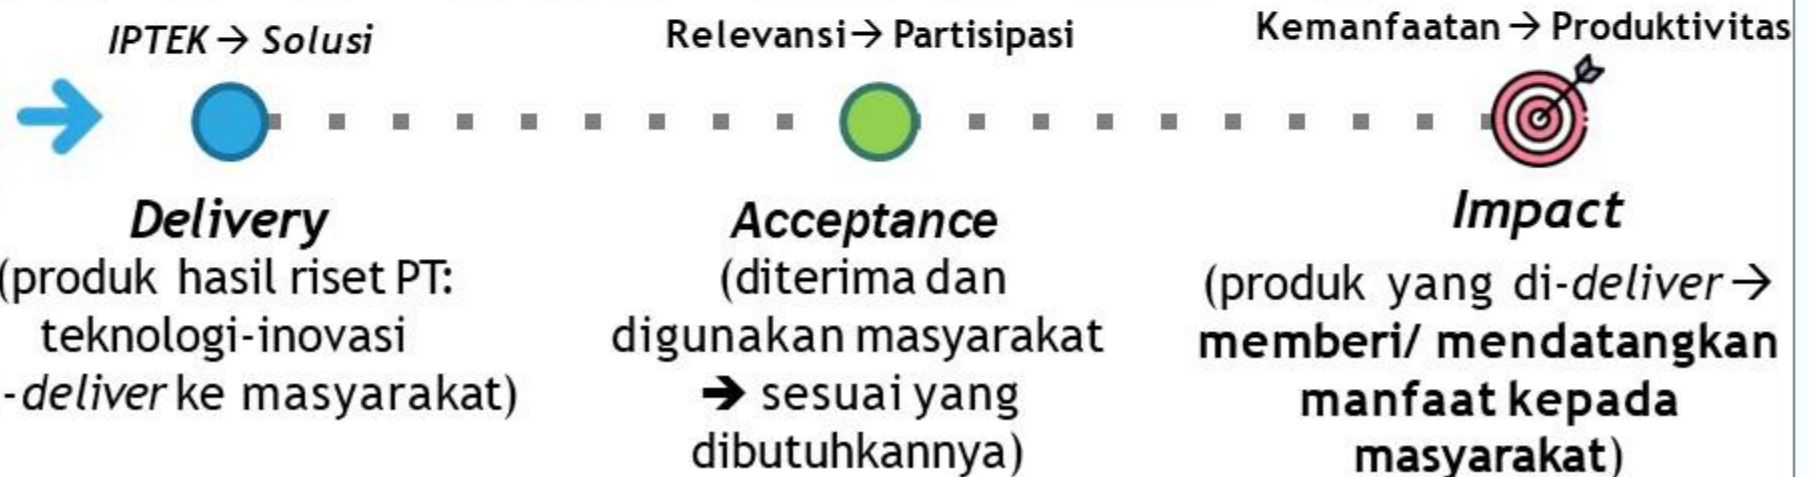 IPTEK → Solusi
Delivery
(produk hasil riset PT:
teknologi-inovasi
-deliver ke masyarakat)
Relevansi → Partisipasi
Acceptance
(diterima dan
digunakan masyarakat
➔ sesuai yang
dibutuhkannya)
Kemanfaatan → Produktivitas
Impact
(produk yang di-deliver →
memberi/ mendatangkan
manfaat kepada
masyarakat)